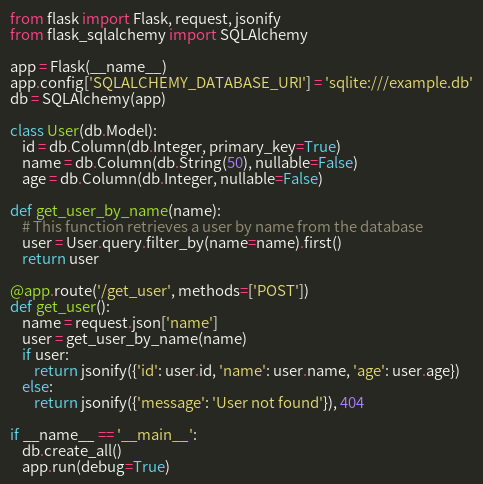 from flask import Flask, request, jsonify
from flask_sqlalchemy import SQLAlchemy

app = Flask(__name__)
app.config['SQLALCHEMY_DATABASE_URI'] = 'sqlite:///example.db'
db = SQLAlchemy(app)

class User(db.Model):
    id = db.Column(db.Integer, primary_key=True)
    name = db.Column(db.String(50), nullable=False)
    age = db.Column(db.Integer, nullable=False)

def get_user_by_name(name):
    # This function retrieves a user by name from the database
    user = User.query.filter_by(name=name).first()
    return user

@app.route('/get_user', methods=['POST'])
def get_user():
    name = request.json['name']
    user = get_user_by_name(name)
    if user:
        return jsonify({'id': user.id, 'name': user.name, 'age': user.age})
    else:
        return jsonify({'message': 'User not found'}), 404

if __name__ == '__main__':
    db.create_all()
    app.run(debug=True)